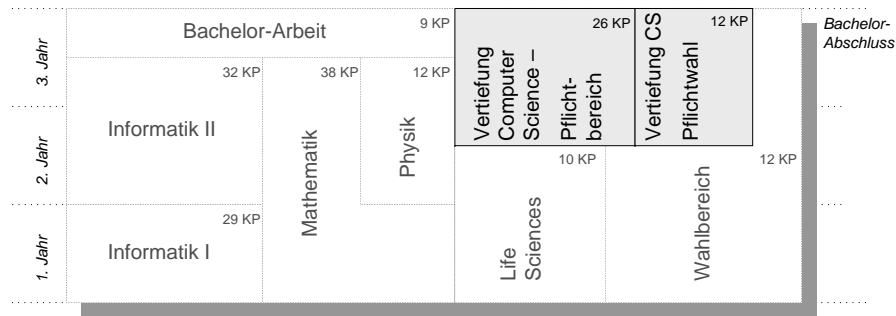 Bachelor-Arbeit
9 KP
26 KP
12 KP
Bachelor-
Abschluss
3. Jahr
32 KP
38 KP
12 KP
Vertiefung
Computer
Science –
Pflicht-
bereich
Vertiefung CS
Pflichtwahl
Informatik II
Mathematik
Physik
2. Jahr
10 KP
12 KP
29 KP
Informatik I
Life
Sciences
Wahlbereich
1. Jahr